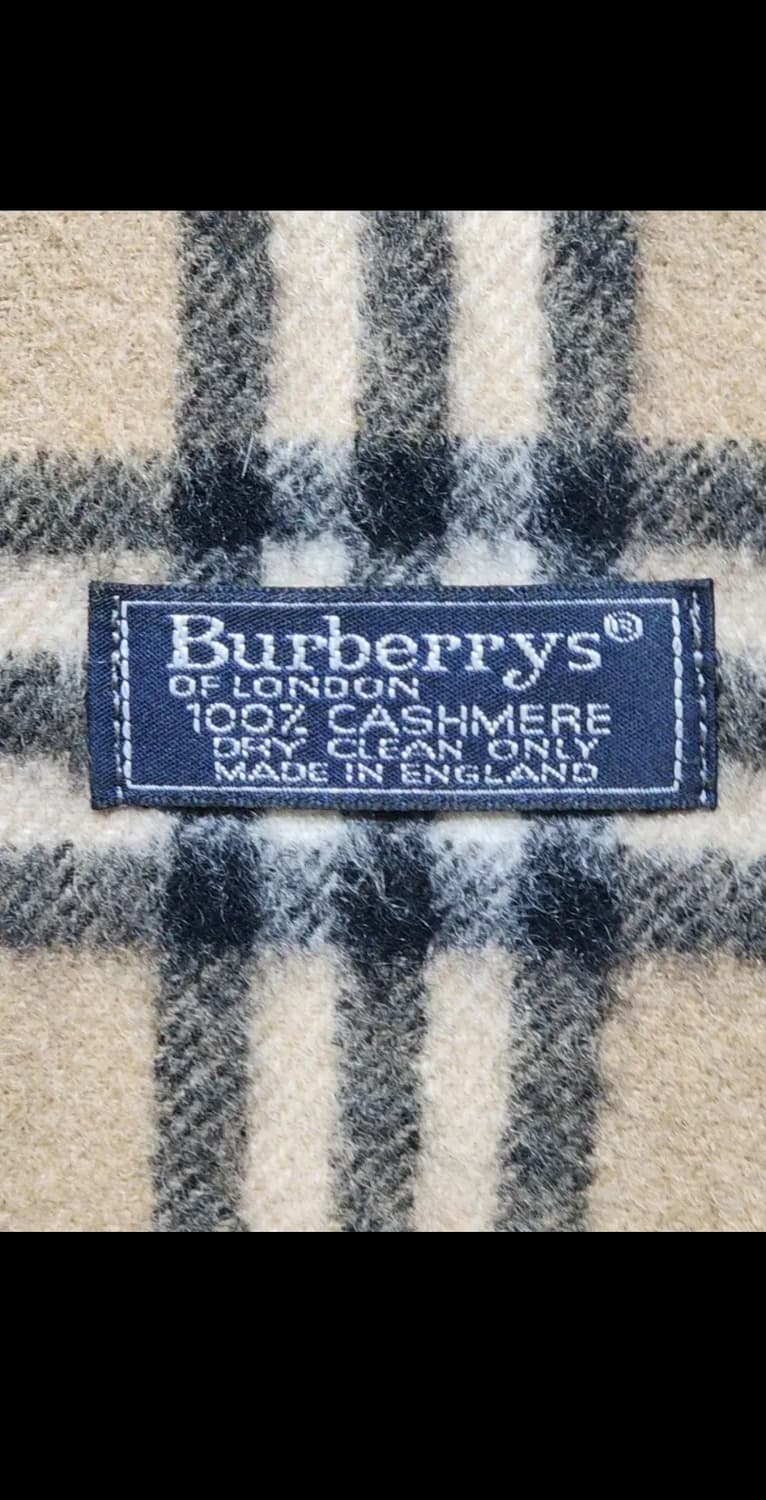 Burberrys®
OF LONDON
100% CASHMERE
DRY CLEAN ONLY
MADE IN ENGLAND